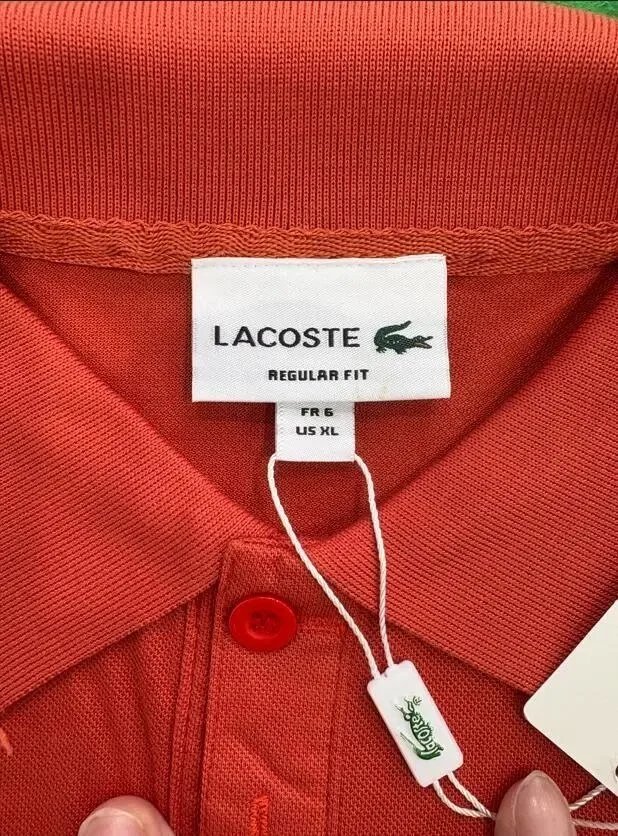 LACOSTE
REGULAR FIT
FR 6
US XL
Lacoste